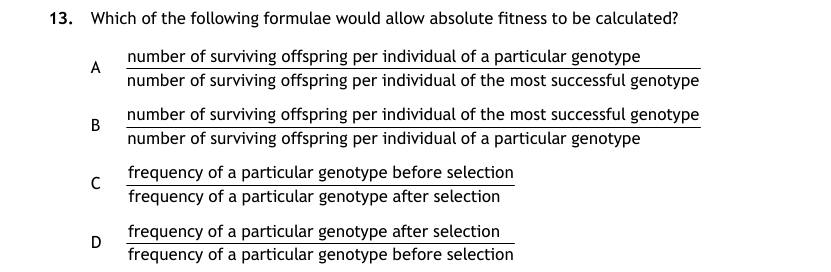 13. Which of the following formulae would allow absolute fitness to be calculated?
A
number of surviving offspring per individual of a particular genotype
number of surviving offspring per individual of the most successful genotype
B
number of surviving offspring per individual of the most successful genotype
number of surviving offspring per individual of a particular genotype
C
frequency of a particular genotype before selection
frequency of a particular genotype after selection
D
frequency of a particular genotype after selection
frequency of a particular genotype before selection